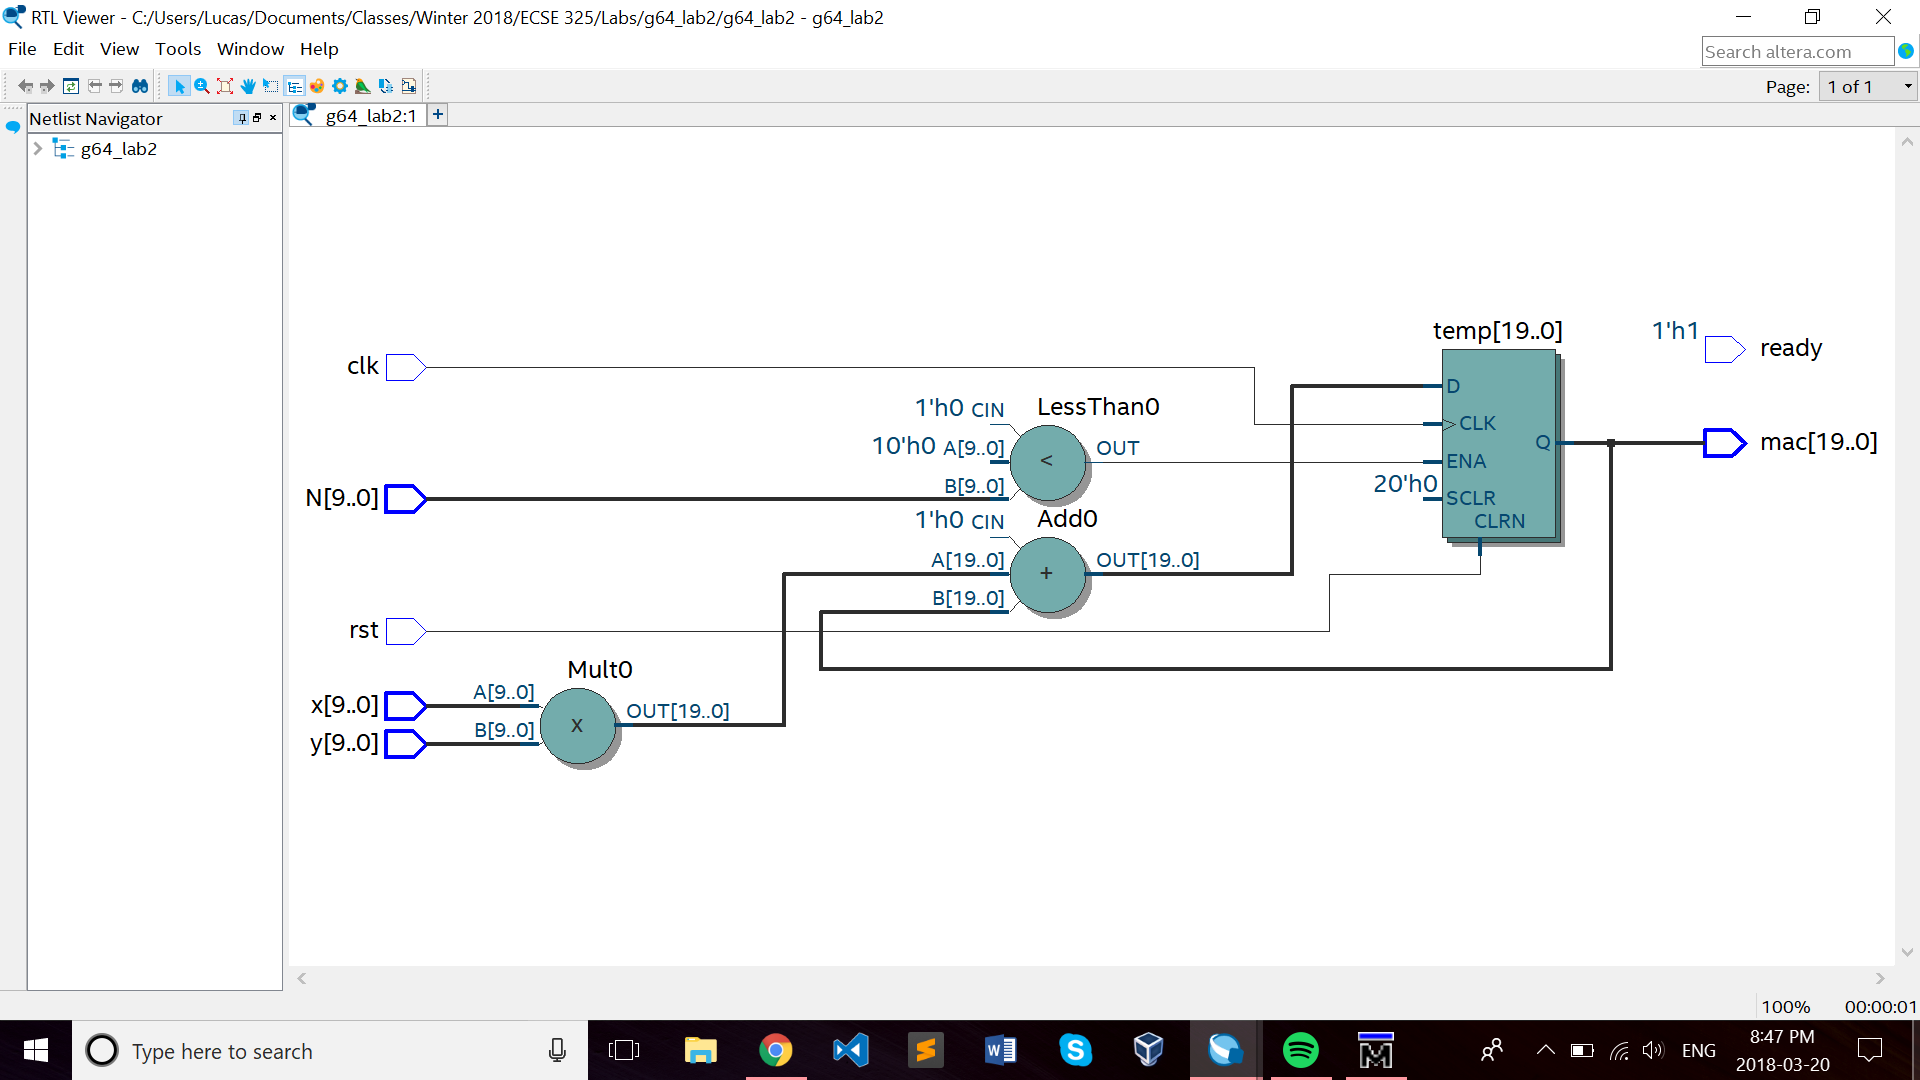 RTL Viewer - C:/Users/Lucas/Documents/Classes/Winter 2018/ECSE 325/Labs/g64_lab2/g64_lab2 - g64_lab2
File Edit View Tools Window Help
Search altera.com
Page: 1 of 1
Netlist Navigator
g64_lab2:1 +
g64_lab2
temp[19..0]
1'h1
ready
clk
D
1'h0 CIN
LessThan0
CLK
10'h0 A[9..0]
<
OUT
Q
mac[19..0]
ENA
B[9..0]
20'h0
SCLR
N[9..0]
1'h0 CIN
Add0
CLRN
A[19..0]
+
OUT[19..0]
B[19..0]
rst
Mult0
x[9..0]
A[9..0]
x
OUT[19..0]
y[9..0]
B[9..0]
100% 00:00:01
Type here to search
ENG
8:47 PM
2018-03-20